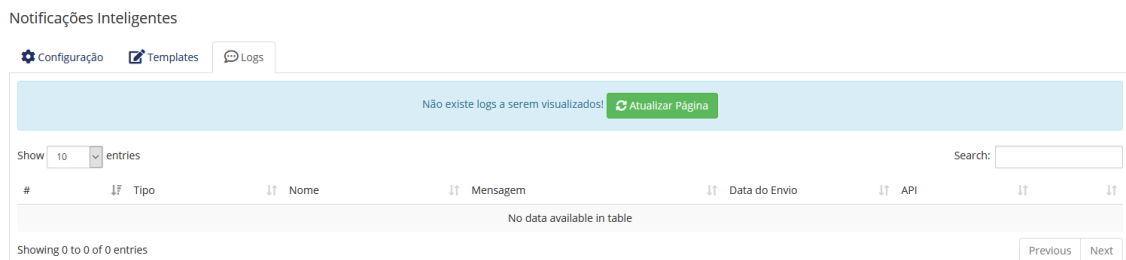 Notificações Inteligentes
Configuração Templates Logs
Não existe logs a serem visualizados! Atualizar Página
Show 10 entries Search:
# Tipo Nome Mensagem Data do Envio API
No data available in table
Showing 0 to 0 of 0 entries Previous Next